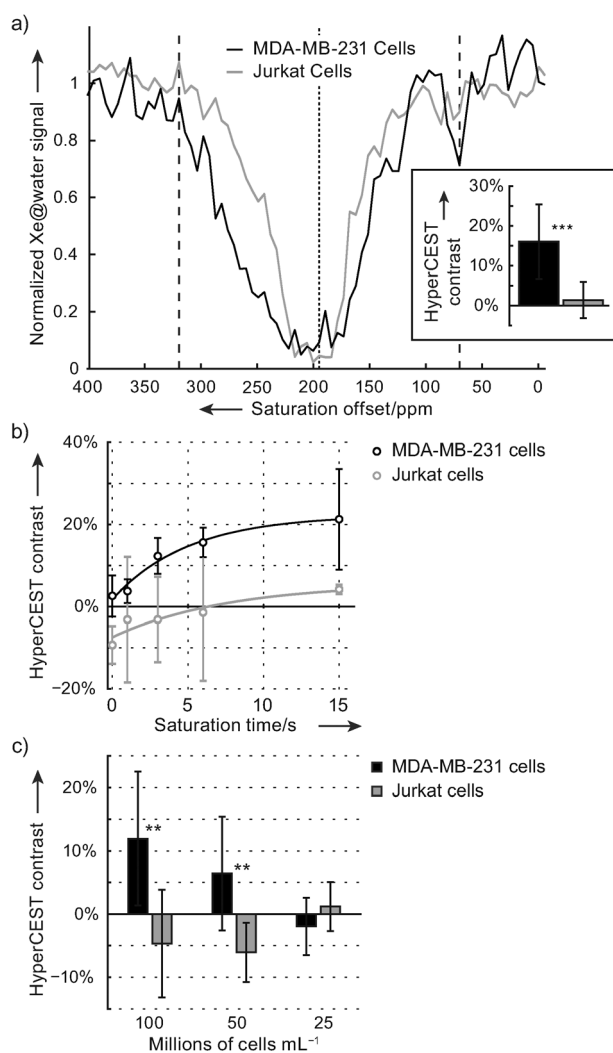 a)
MDA-MB-231 Cells
Jurkat Cells
Normalized Xe@water signal
1
0.8
0.6
0.4
0.2
0
400 350 300 250 200 150 100 50 0
Saturation offset/ppm
HyperCEST
contrast
30%
20%
10%
0%
***
b)
MDA-MB-231 cells
Jurkat cells
HyperCEST contrast
40%
20%
0%
−20%
0 5 10 15
Saturation time/s
c)
MDA-MB-231 cells
Jurkat cells
HyperCEST contrast
20%
10%
0%
−10%
**
**
100 50 25
Millions of cells mL⁻¹